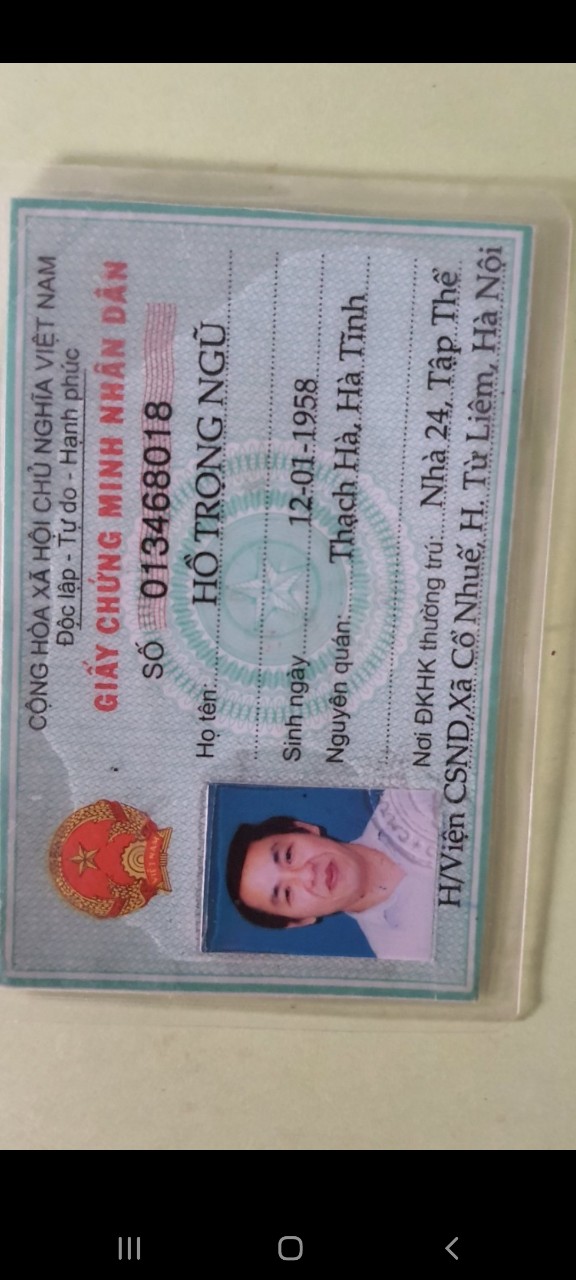 CỘNG HÒA XÃ HỘI CHỦ NGHĨA VIỆT NAM
Độc lập - Tự do - Hạnh phúc
GIẤY CHỨNG MINH NHÂN DÂN
SỐ 013468018
Họ tên: HỒ TRỌNG NGŨ
Sinh ngày 12-01-1958
Nguyên quán: Thạch Hà, Hà Tĩnh
Nơi ĐKHK thường trú: Nhà 24, Tập Thể
H/Viện CSND,Xã Cổ Nhuế, H. Từ Liêm, Hà Nội
VIỆT NAM